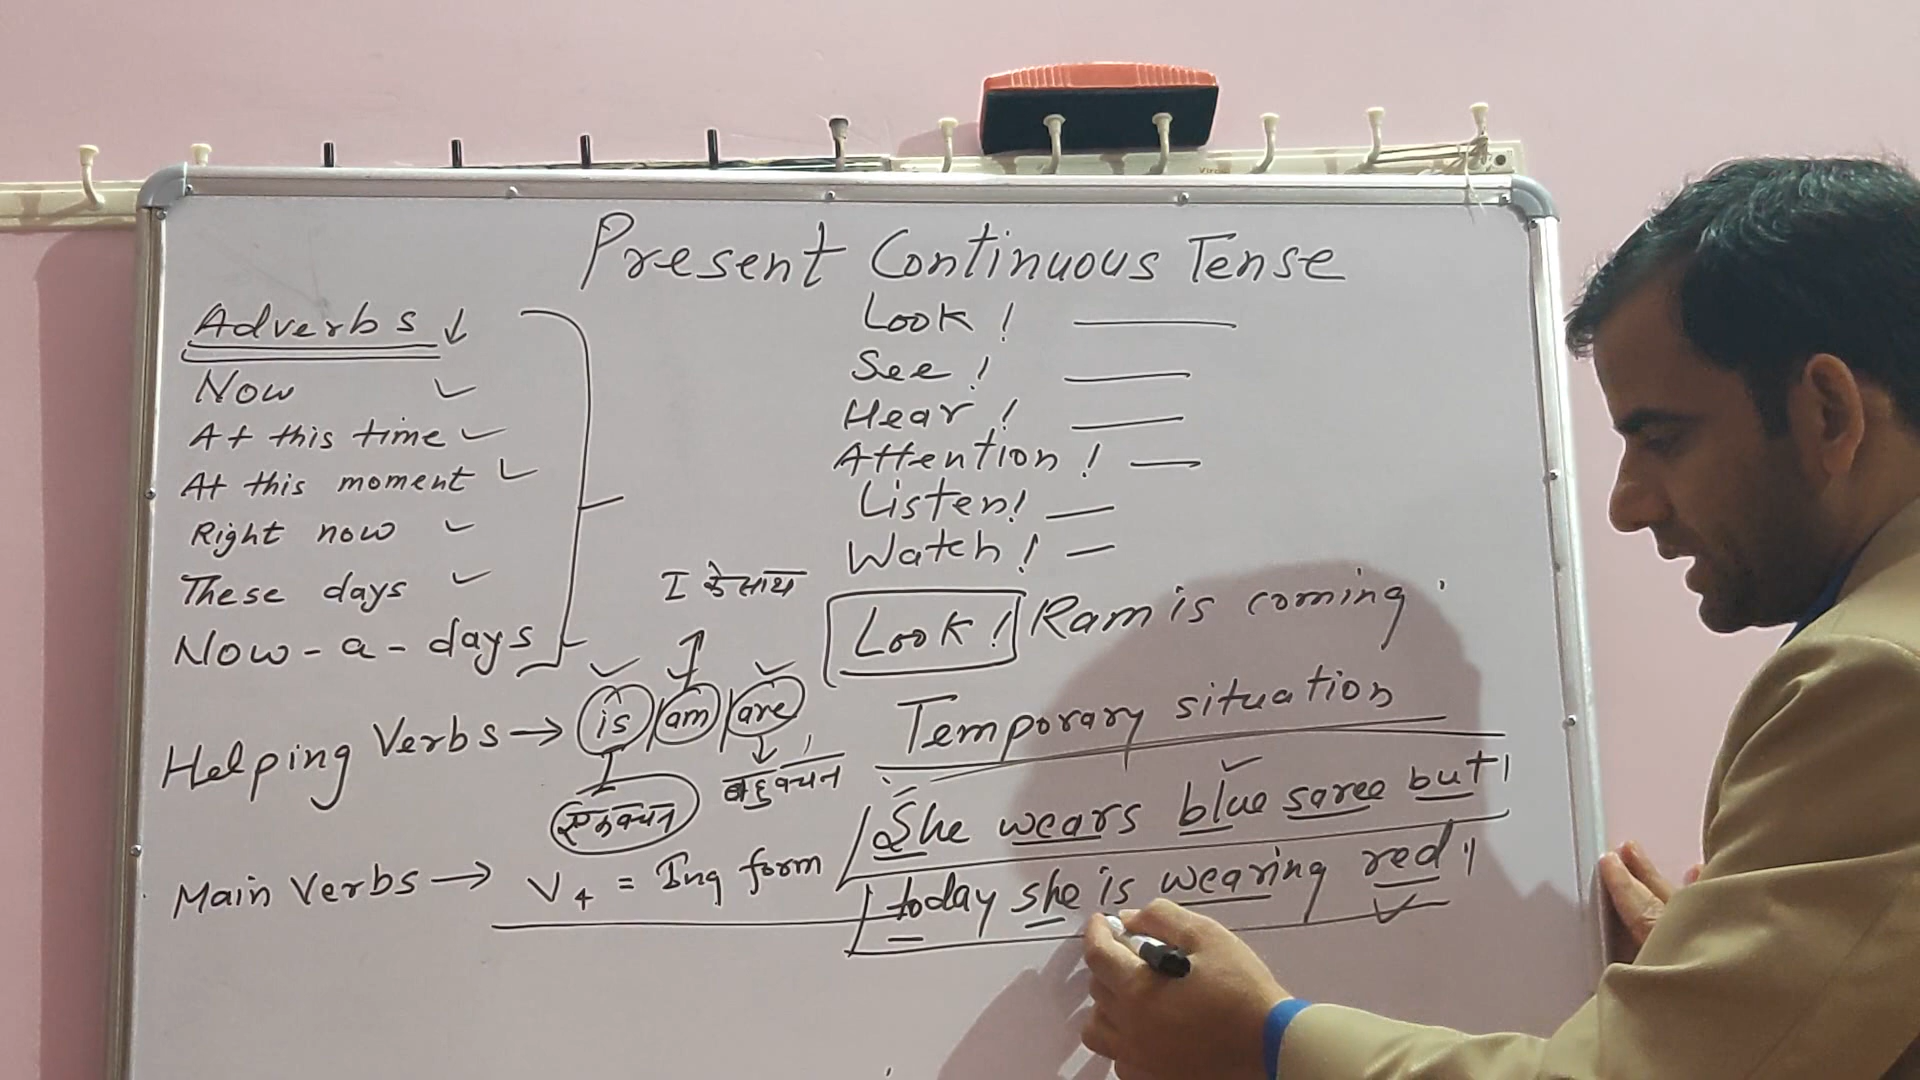 Present Continuous Tense
Adverbs ↓
Now ✓
At this time ✓
At this moment ✓
Right now ✓
These days ✓
Now-a-days
Look! ——
See! ——
Hear! ——
Attention! —
Listen! —
Watch! —
I के साथ
Look! Ram is coming.
Helping Verbs → is/am/are
एकवचन
बहुवचन
Main Verbs → V4 = Ing form
Temporary situation
She wears blue saree but
today she is wearing red